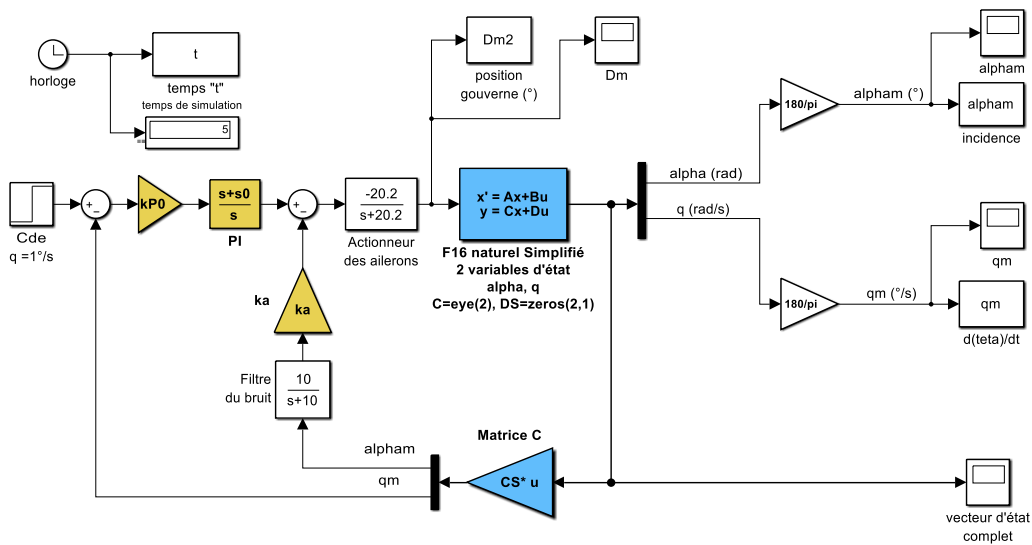 horloge
t
temps "t"
temps de simulation
5
Dm2
position
gouverne (°)
Dm
180/pi
alpham (°)
alpham
alpham
incidence
Cde
q =1°/s
+
−
kP0
s+s0
s
PI
+
−
-20.2
s+20.2
Actionneur
des ailerons
x' = Ax+Bu
y = Cx+Du
F16 naturel Simplifié
2 variables d'état
alpha, q
C=eye(2), DS=zeros(2,1)
alpha (rad)
q (rad/s)
180/pi
qm (°/s)
qm
qm
d(teta)/dt
ka
ka
Filtre
du bruit
10
s+10
alpham
qm
Matrice C
CS* u
vecteur d'état
complet